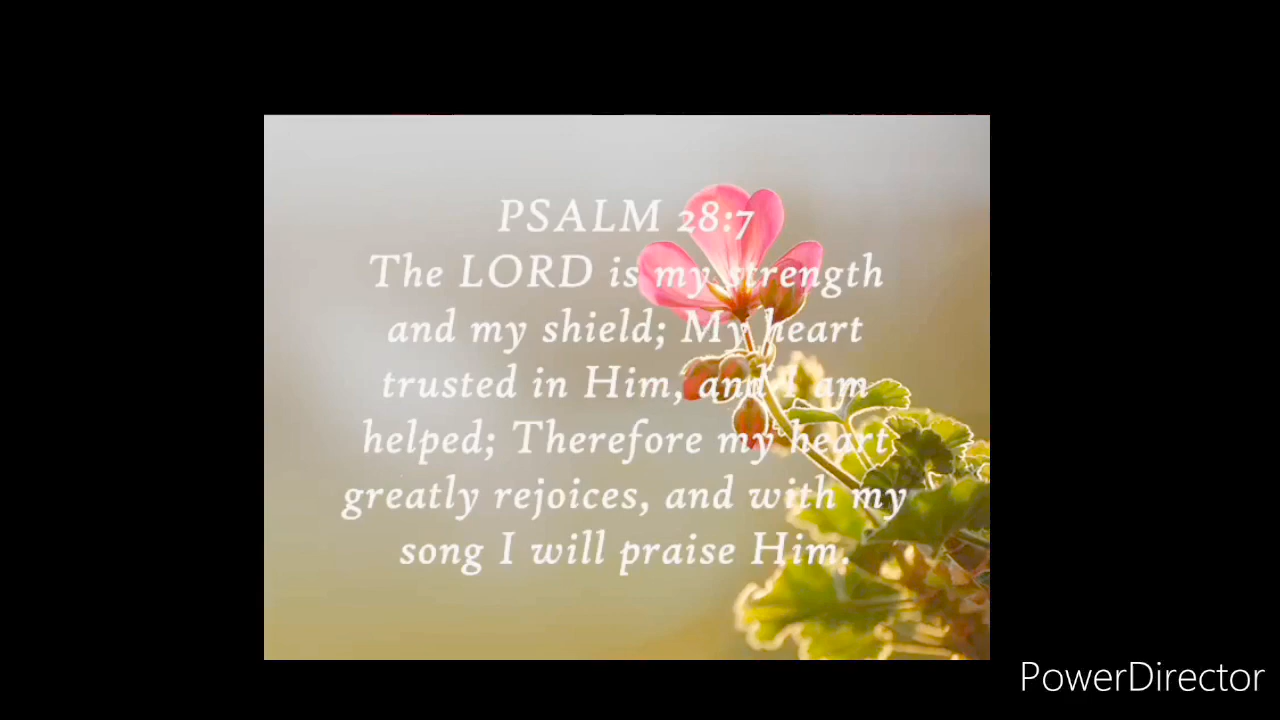 PSALM 28:7
The LORD is my strength
and my shield; My heart
trusted in Him, and I am
helped; Therefore my heart
greatly rejoices, and with my
song I will praise Him.
PowerDirector